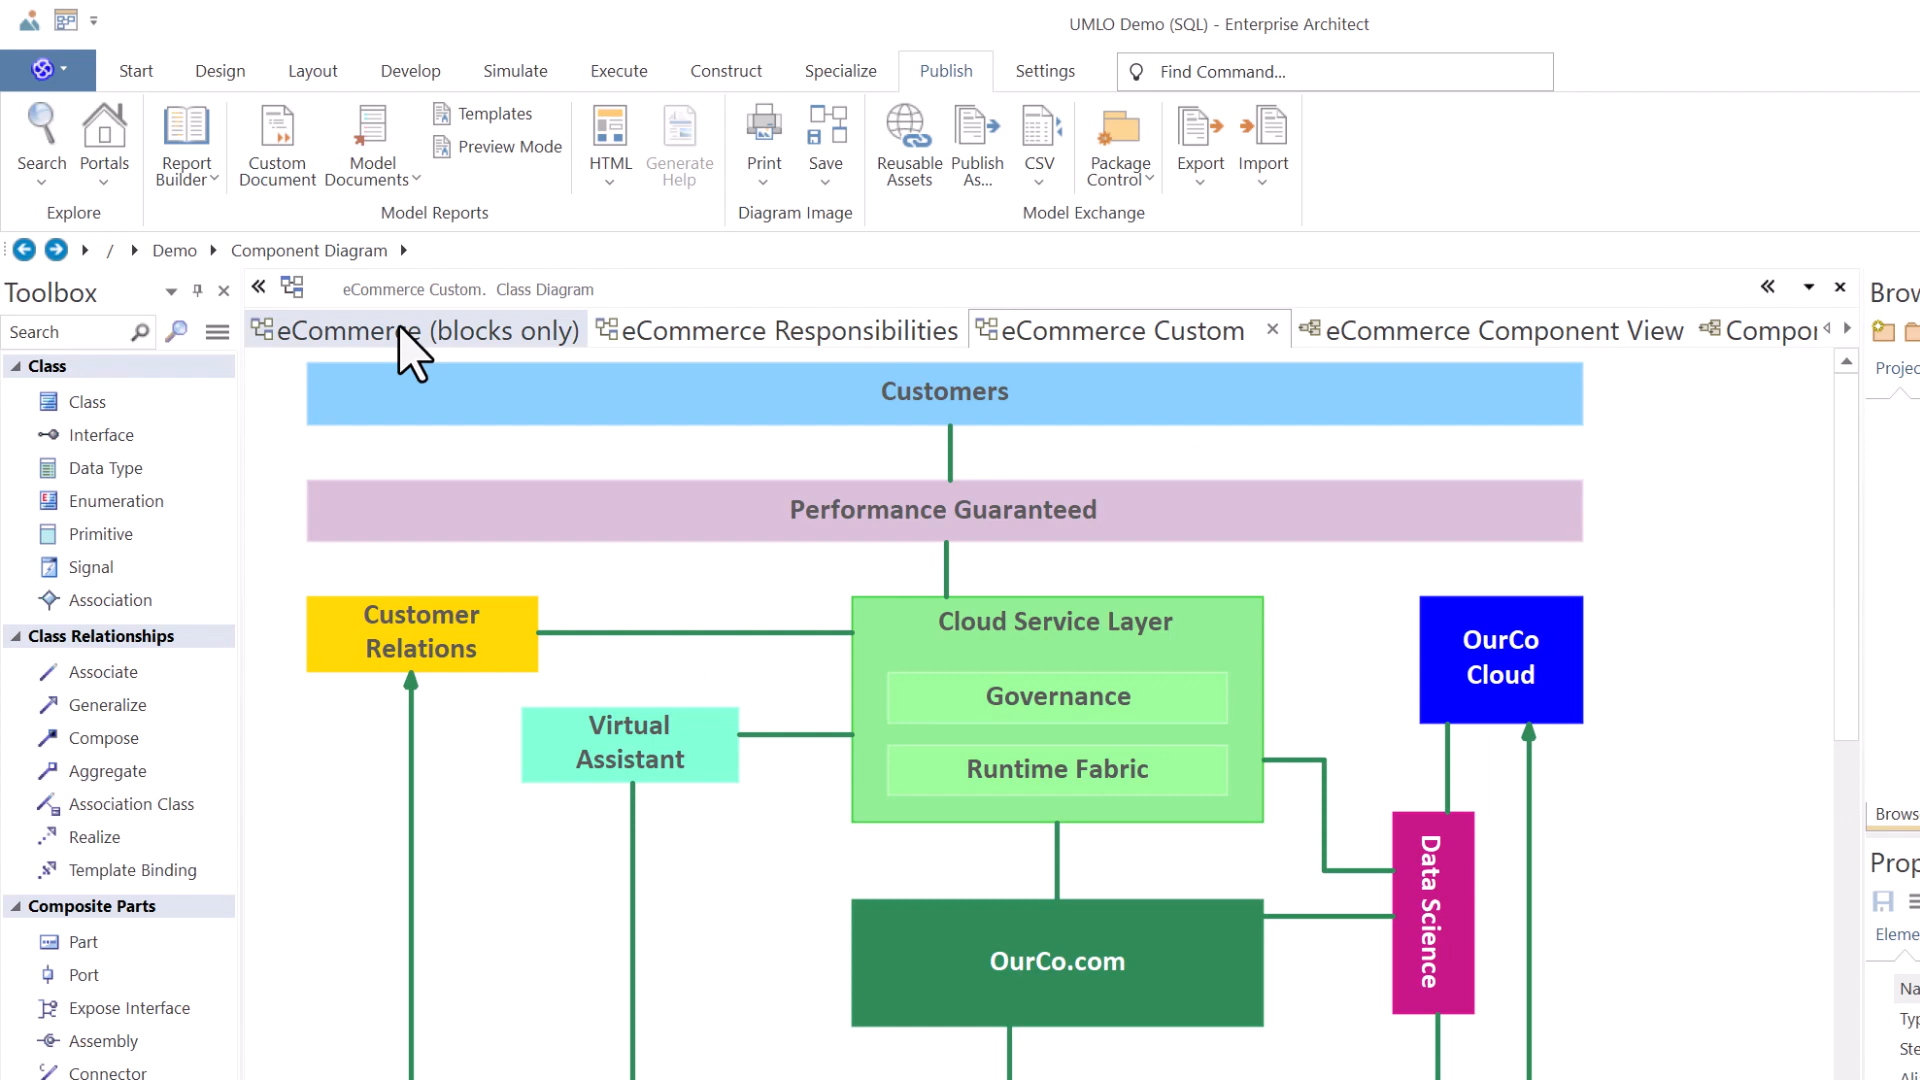 UMLO Demo (SQL) - Enterprise Architect
Start
Design
Layout
Develop
Simulate
Execute
Construct
Specialize
Publish
Settings
Find Command...
Search
Portals
Explore
Report
Builder
Custom
Document
Model
Documents
Templates
Preview Mode
Model Reports
HTML
Generate
Help
Print
Save
Diagram Image
Reusable
Assets
Publish
As...
CSV
Package
Control
Export
Import
Model Exchange
/
Demo
Component Diagram
Toolbox
eCommerce Custom. Class Diagram
Search
eCommerce (blocks only)
eCommerce Responsibilities
eCommerce Custom
eCommerce Component View
Class
Class
Interface
Data Type
Enumeration
Primitive
Signal
Association
Class Relationships
Associate
Generalize
Compose
Aggregate
Association Class
Realize
Template Binding
Composite Parts
Part
Port
Expose Interface
Assembly
Connector
Customers
Performance Guaranteed
Customer
Relations
Cloud Service Layer
Governance
Runtime Fabric
Virtual
Assistant
OurCo
Cloud
Data Science
OurCo.com